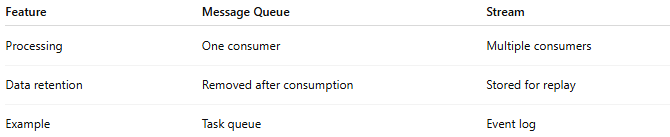 Feature Message Queue Stream
Processing One consumer Multiple consumers
Data retention Removed after consumption Stored for replay
Example Task queue Event log